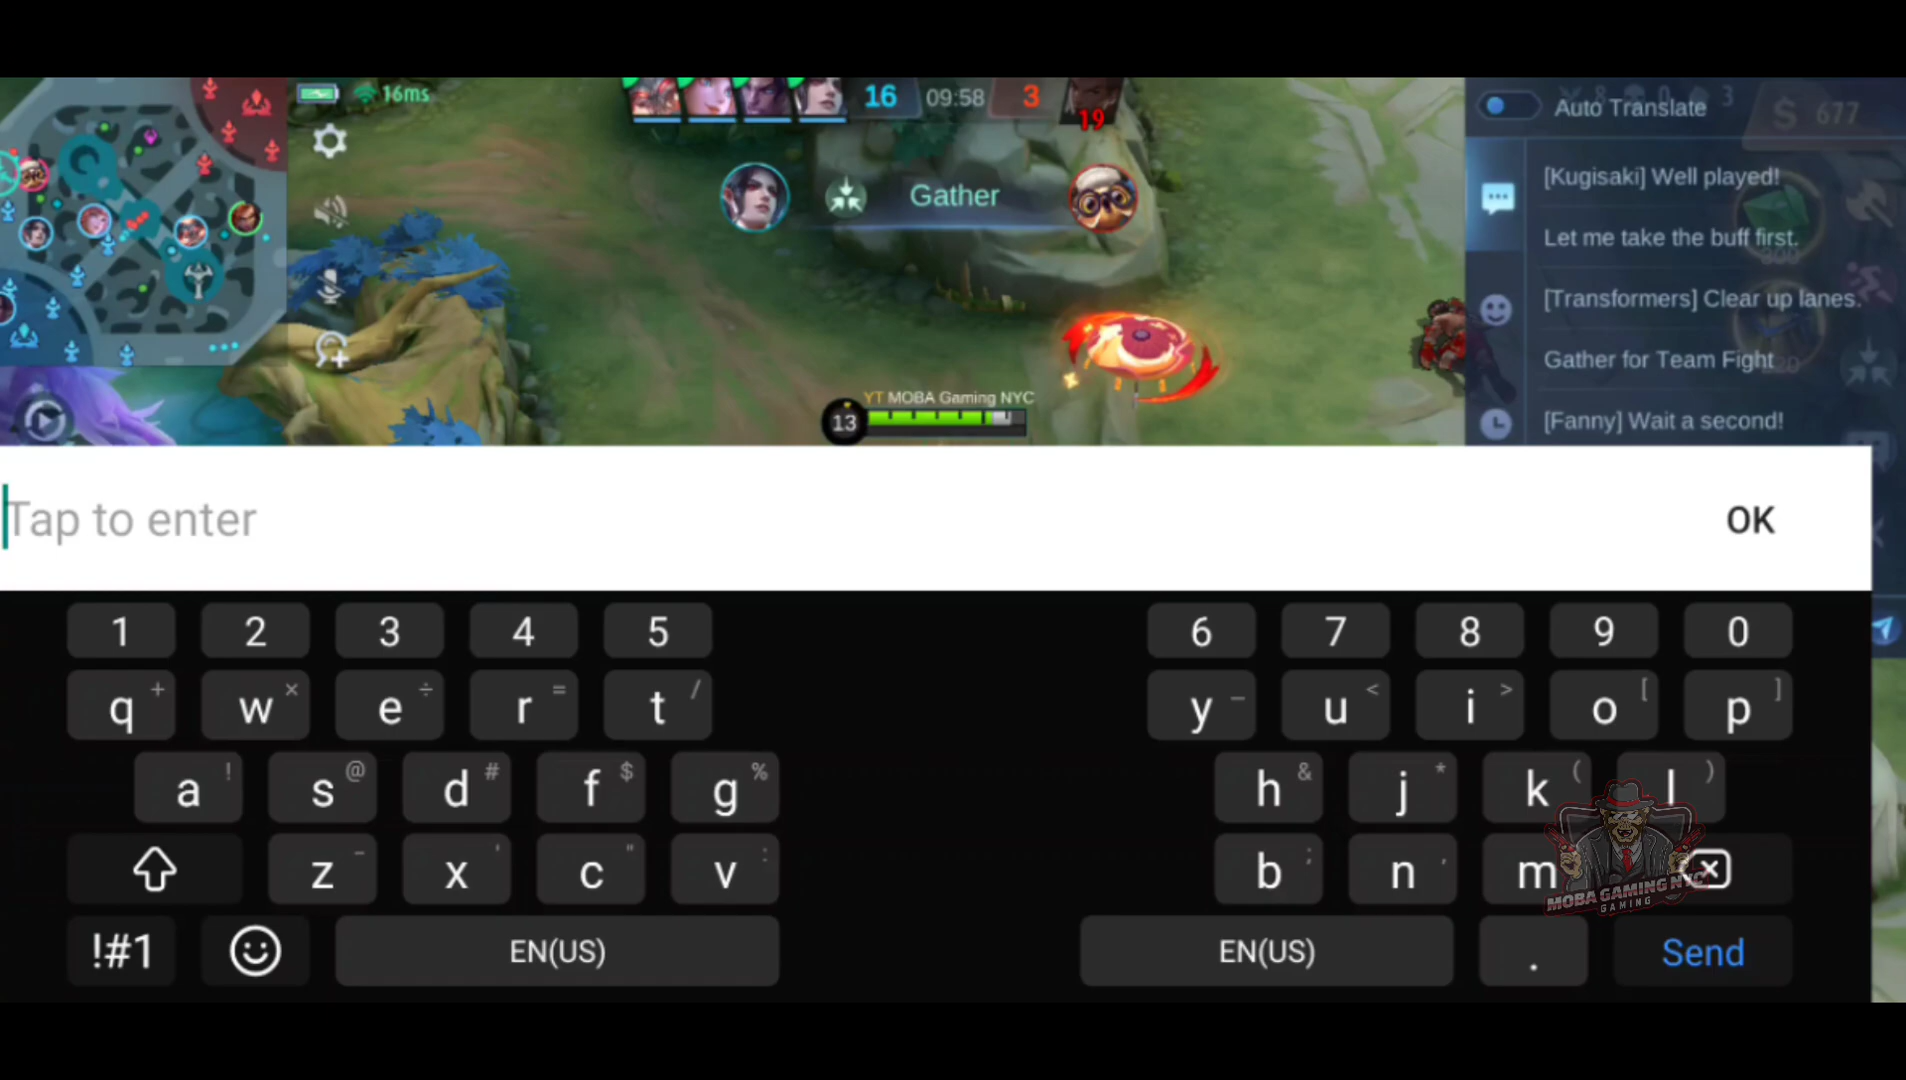 16ms
16 09:58 3
19
Gather
Auto Translate
3
677
[Kugisaki] Well played!
Let me take the buff first.
[Transformers] Clear up lanes.
Gather for Team Fight
[Fanny] Wait a second!
YT MOBA Gaming NYC
13
Tap to enter
OK
1 2 3 4 5 6 7 8 9 0
q + w × e ÷ r = t / y _ u < i > o [ p ]
a ! s @ d # f $ g % h & j * k ( l )
z - x ' c " v : b ; n , m
MOBA GAMING NYC
GAMING
!#1 EN(US) EN(US) . Send